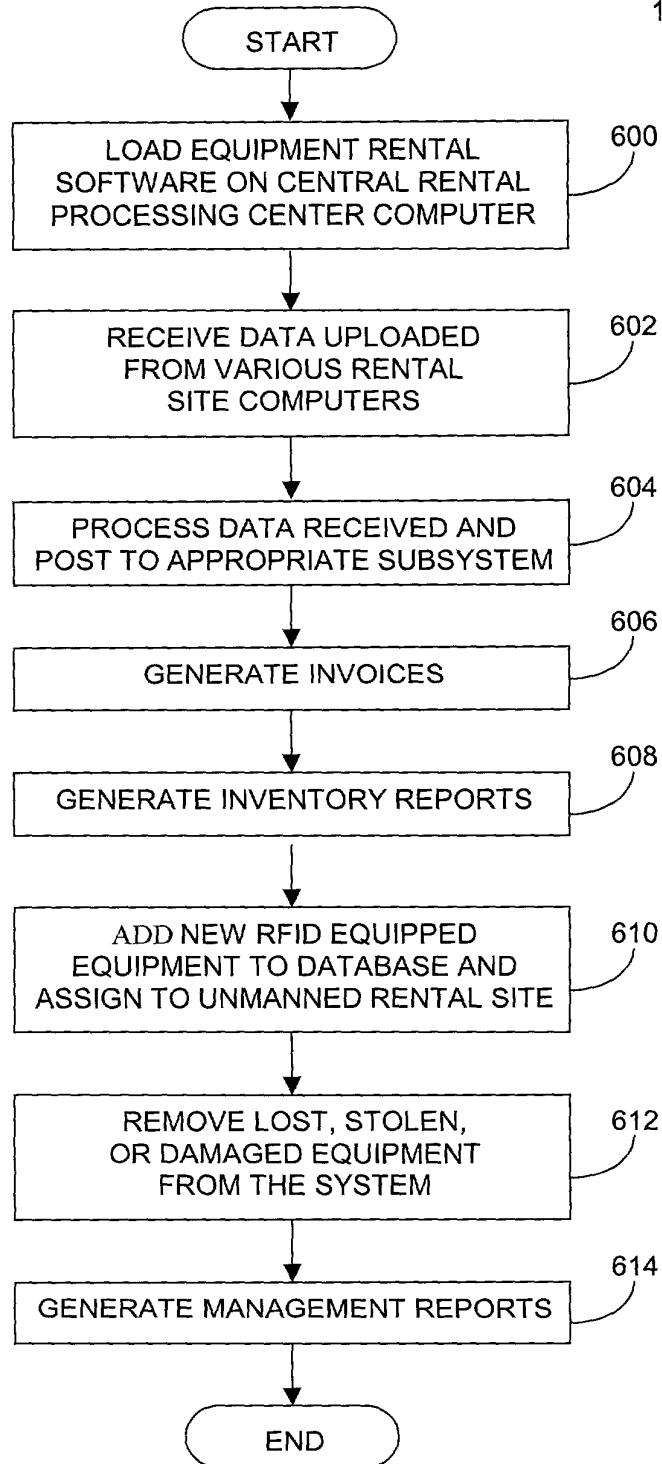 1
START
LOAD EQUIPMENT RENTAL
SOFTWARE ON CENTRAL RENTAL
PROCESSING CENTER COMPUTER
600
RECEIVE DATA UPLOADED
FROM VARIOUS RENTAL
SITE COMPUTERS
602
PROCESS DATA RECEIVED AND
POST TO APPROPRIATE SUBSYSTEM
604
GENERATE INVOICES
606
GENERATE INVENTORY REPORTS
608
ADD NEW RFID EQUIPPED
EQUIPMENT TO DATABASE AND
ASSIGN TO UNMANNED RENTAL SITE
610
REMOVE LOST, STOLEN,
OR DAMAGED EQUIPMENT
FROM THE SYSTEM
612
GENERATE MANAGEMENT REPORTS
614
END